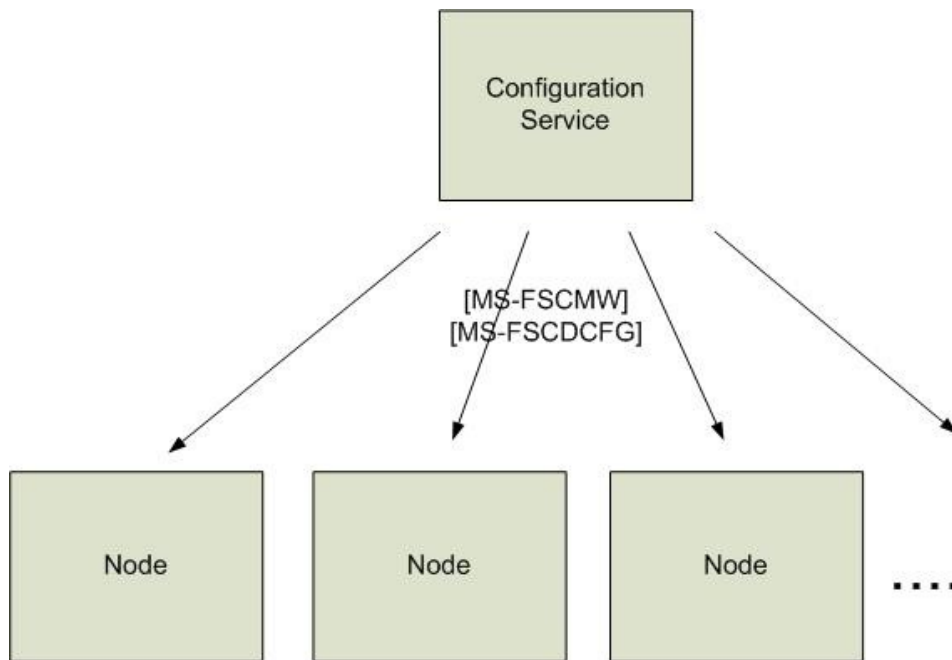 Configuration
Service
[MS-FSCMW]
[MS-FSCDCFG]
Node
Node
Node
....